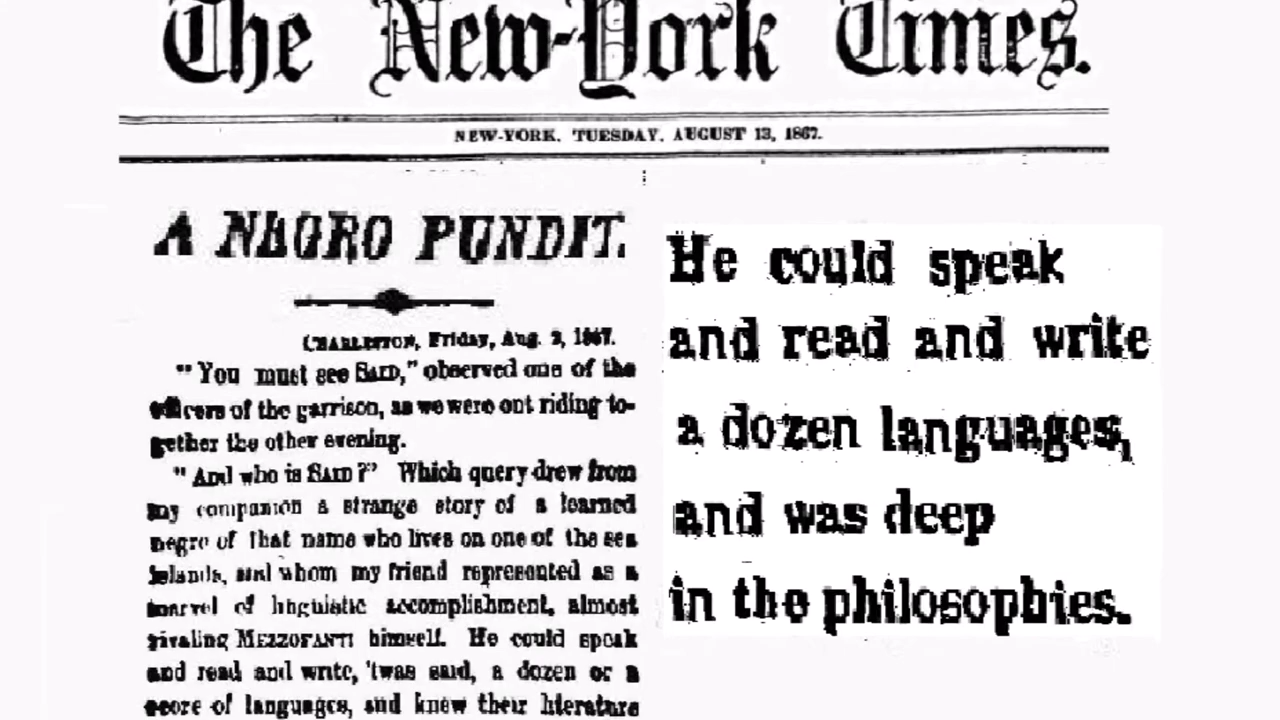 The New-York Times.
NEW-YORK, TUESDAY, AUGUST 13, 1867.
A NEGRO PUNDIT.
CHARLESTON, Friday, Aug. 2, 1867.
"You must see SAID," observed one of the
officers of the garrison, as we were out riding to-
gether the other evening.
"And who is SAID?" Which query drew from
my companion a strange story of a learned
negro of that name who lives on one of the sea
islands, and whom my friend represented as a
marvel of linguistic accomplishment, almost
rivaling MEZZOFANTI himself. He could speak
and read and write, 'twas said, a dozen or a
score of languages, and knew their literature
He could speak
and read and write
a dozen languages,
and was deep
in the philosophies.